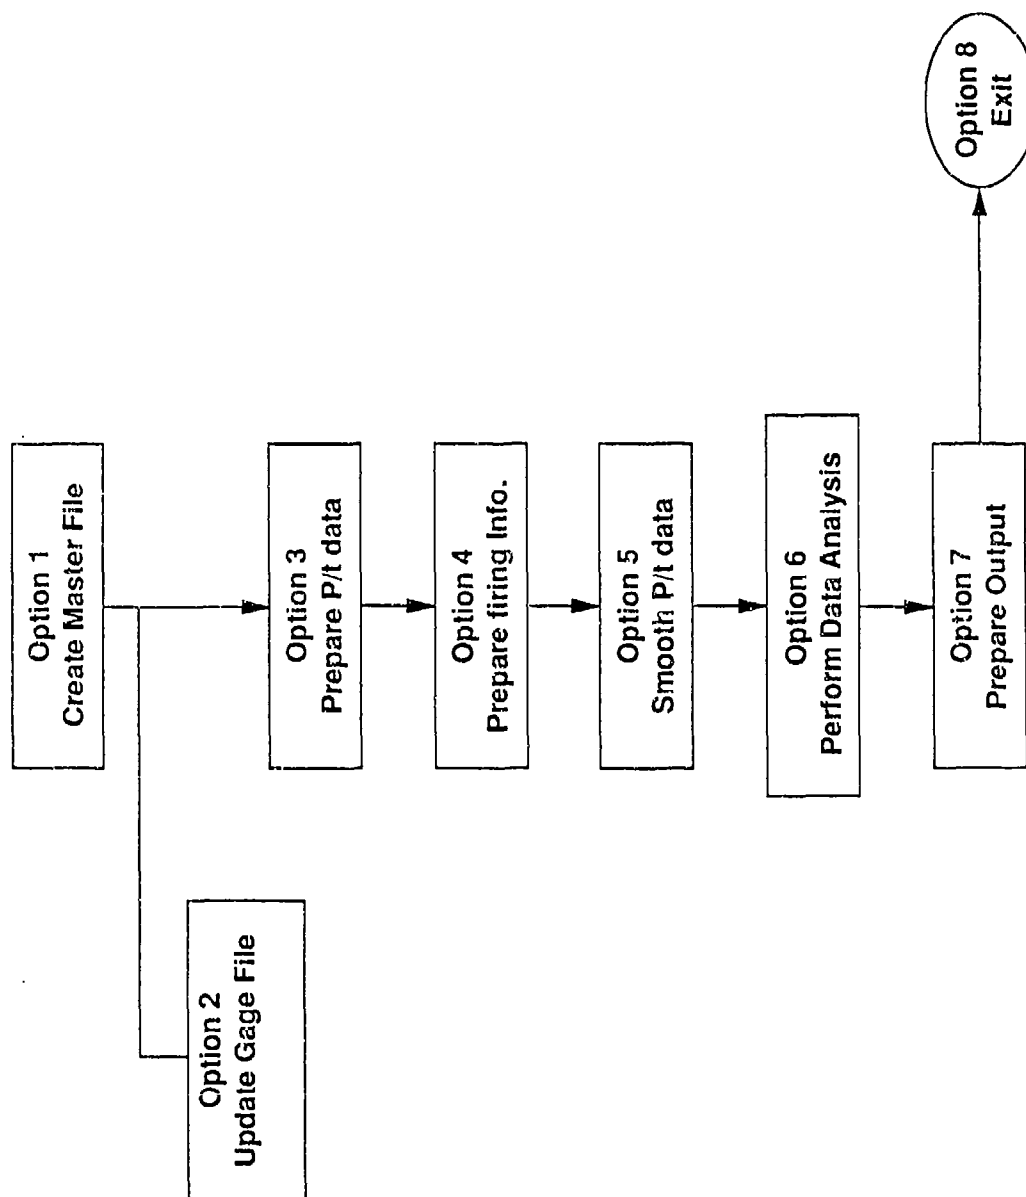 Option 1
Create Master File
Option 2
Update Gage File
Option 3
Prepare P/t data
Option 4
Prepare firing Info.
Option 5
Smooth P/t data
Option 6
Perform Data Analysis
Option 7
Prepare Output
Option 8
Exit